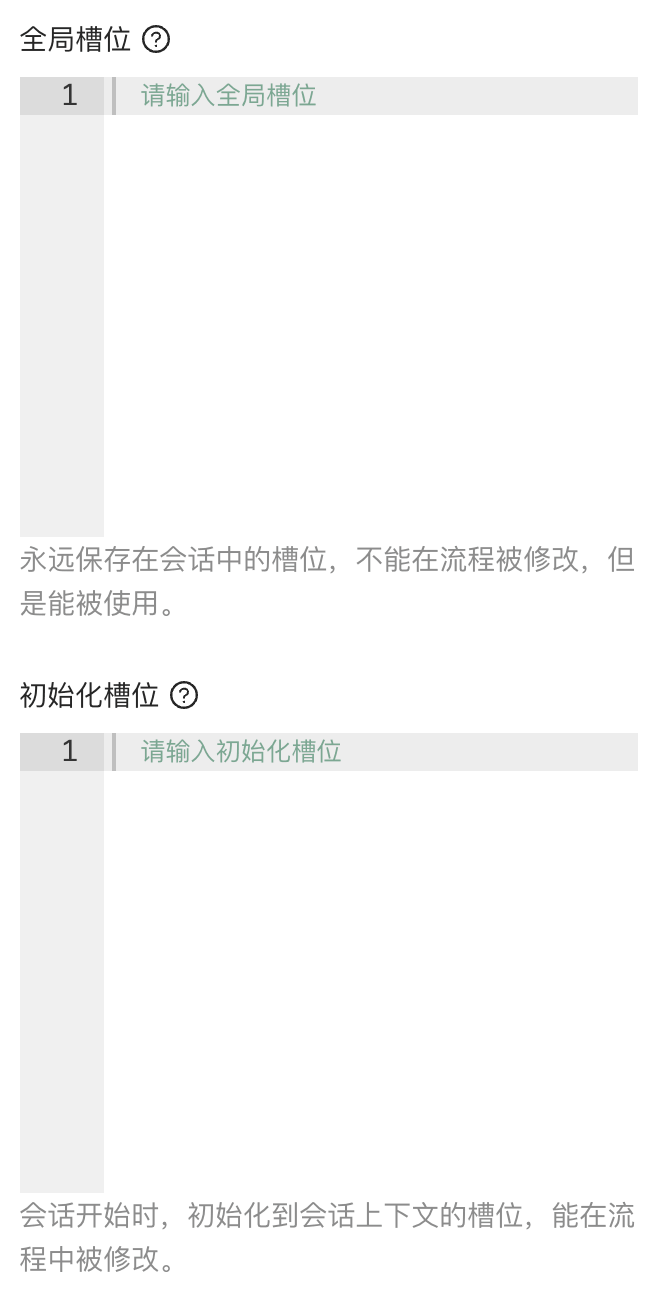 全局槽位 ?
1 请输入全局槽位
永远保存在会话中的槽位，不能在流程被修改，但
是能被使用。
初始化槽位 ?
1 请输入初始化槽位
会话开始时，初始化到会话上下文的槽位，能在流
程中被修改。